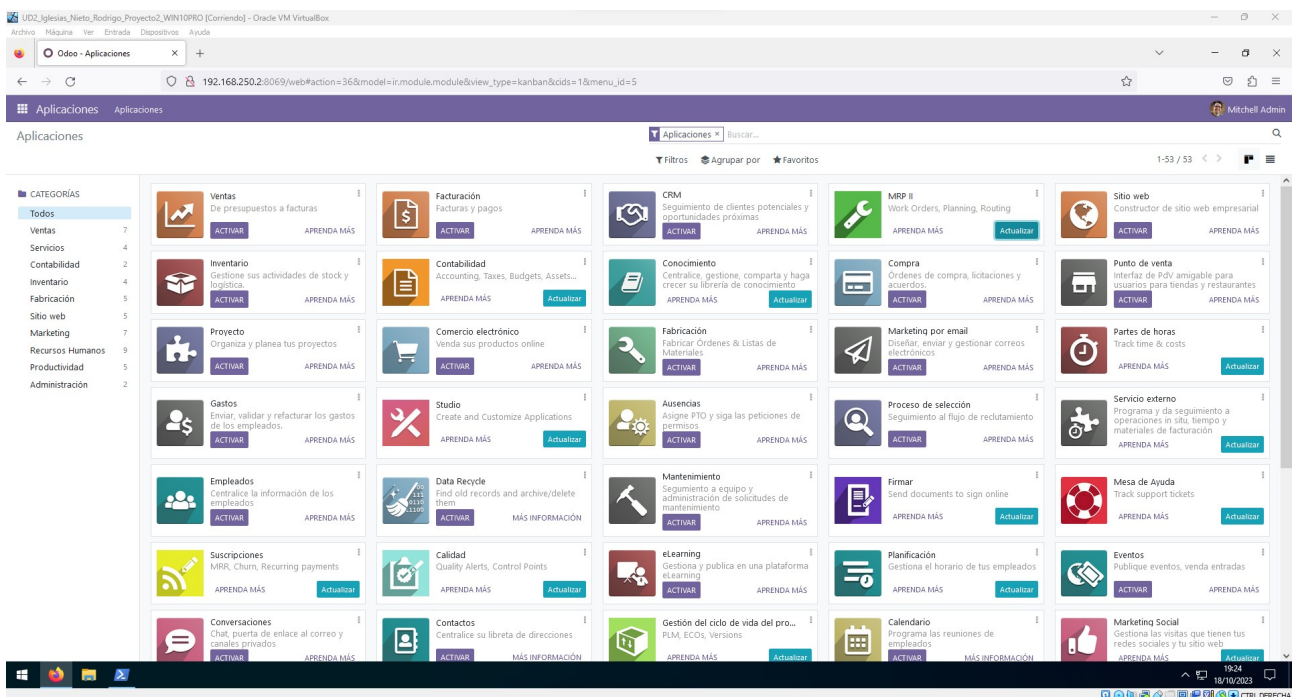 UD2_Iglesias_Nieto_Rodrigo_Proyecto2_WIN10PRO [Corriendo] - Oracle VM VirtualBox
Archivo Máquina Ver Entrada Dispositivos Ayuda
Odoo - Aplicaciones
192.168.250.2:8069/web#action=36&model=ir.module.module&view_type=kanban&cids=1&menu_id=5
Aplicaciones Aplicaciones Mitchell Admin
Aplicaciones
Aplicaciones × Buscar...
Filtros Agrupar por Favoritos 1-53 / 53
CATEGORÍAS
Todos
Ventas 7
Servicios 4
Contabilidad 2
Inventario 4
Fabricación 5
Sitio web 5
Marketing 7
Recursos Humanos 9
Productividad 5
Administración 2
Ventas
De presupuestos a facturas
ACTIVAR APRENDA MÁS
Facturación
Facturas y pagos
ACTIVAR APRENDA MÁS
CRM
Seguimiento de clientes potenciales y
oportunidades próximas
ACTIVAR APRENDA MÁS
MRP II
Work Orders, Planning, Routing
APRENDA MÁS Actualizar
Sitio web
Constructor de sitio web empresarial
ACTIVAR APRENDA MÁS
Inventario
Gestione sus actividades de stock y
logística.
ACTIVAR APRENDA MÁS
Contabilidad
Accounting, Taxes, Budgets, Assets...
APRENDA MÁS Actualizar
Conocimiento
Centralice, gestione, comparta y haga
crecer su librería de conocimiento
APRENDA MÁS Actualizar
Compra
Órdenes de compra, licitaciones y
acuerdos.
ACTIVAR APRENDA MÁS
Punto de venta
Interfaz de PdV amigable para
usuarios para tiendas y restaurantes
ACTIVAR APRENDA MÁS
Proyecto
Organiza y planea tus proyectos
ACTIVAR APRENDA MÁS
Comercio electrónico
Venda sus productos online
ACTIVAR APRENDA MÁS
Fabricación
Fabricar Órdenes & Listas de
Materiales
ACTIVAR APRENDA MÁS
Marketing por email
Diseñar, enviar y gestionar correos
electrónicos
ACTIVAR APRENDA MÁS
Partes de horas
Track time & costs
APRENDA MÁS Actualizar
Gastos
Enviar, validar y refacturar los gastos
de los empleados.
ACTIVAR APRENDA MÁS
Studio
Create and Customize Applications
APRENDA MÁS Actualizar
Ausencias
Asigne PTO y siga las peticiones de
permisos
ACTIVAR APRENDA MÁS
Proceso de selección
Seguimiento al flujo de reclutamiento
ACTIVAR APRENDA MÁS
Servicio externo
Programa y da seguimiento a
operaciones in situ, tiempo y
materiales de facturación
APRENDA MÁS Actualizar
Empleados
Centralice la información de los
empleados
ACTIVAR APRENDA MÁS
Data Recycle
Find old records and archive/delete
them
ACTIVAR MÁS INFORMACIÓN
Mantenimiento
Segumiento a equipo y
administración de solicitudes de
mantenimiento
ACTIVAR APRENDA MÁS
Firmar
Send documents to sign online
APRENDA MÁS Actualizar
Mesa de Ayuda
Track support tickets
APRENDA MÁS Actualizar
Suscripciones
MRR, Churn, Recurring payments
APRENDA MÁS Actualizar
Calidad
Quality Alerts, Control Points
APRENDA MÁS Actualizar
eLearning
Gestiona y publica en una plataforma
eLearning
ACTIVAR APRENDA MÁS
Planificación
Gestiona el horario de tus empleados
APRENDA MÁS Actualizar
Eventos
Publique eventos, venda entradas
ACTIVAR APRENDA MÁS
Conversaciones
Chat, puerta de enlace al correo y
canales privados
ACTIVAR APRENDA MÁS
Contactos
Centralice su libreta de direcciones
ACTIVAR MÁS INFORMACIÓN
Gestión del ciclo de vida del pro...
PLM, ECOs, Versions
APRENDA MÁS Actualizar
Calendario
Programa las reuniones de
empleados
ACTIVAR MÁS INFORMACIÓN
Marketing Social
Gestiona las visitas que tienen tus
redes sociales y tu sitio web
APRENDA MÁS Actualizar
19:24
18/10/2023
CTRL DERECHA